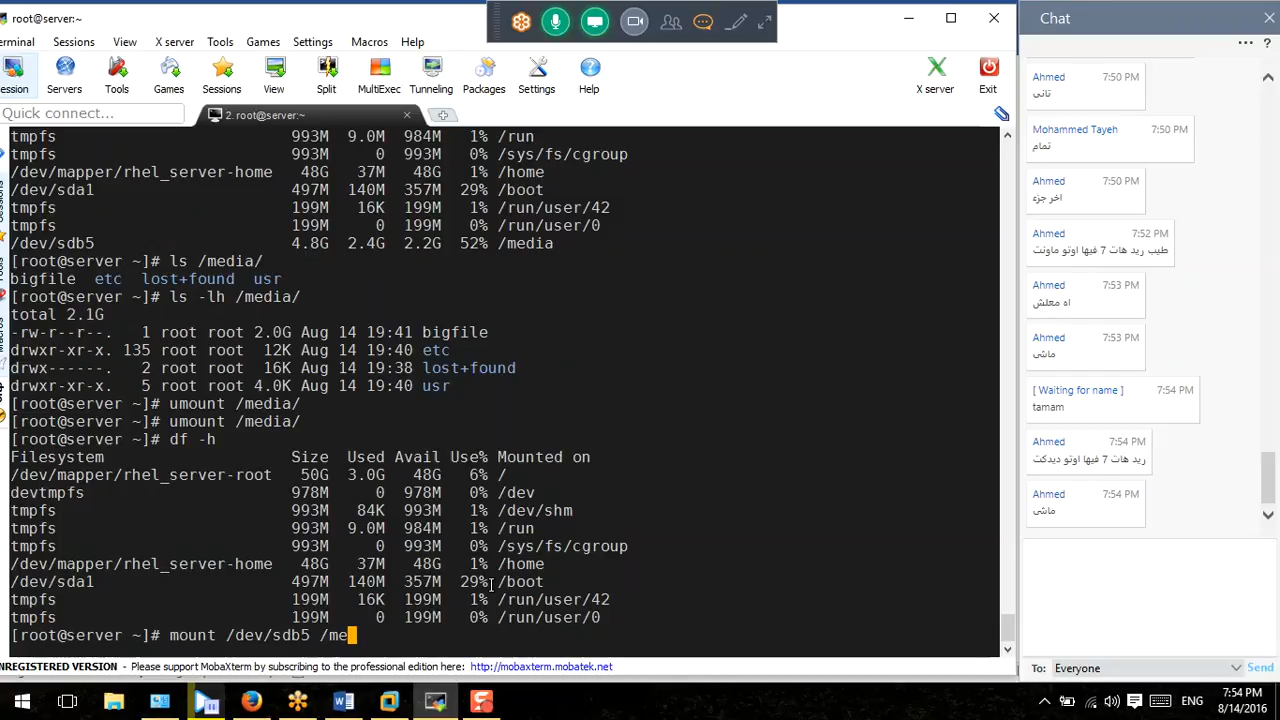 root@server:~
Chat
erminal Sessions View X server Tools Games Settings Macros Help
ession Servers Tools Games Sessions View Split MultiExec Tunneling Packages Settings Help X server Exit
Quick connect...
2. root@server:~
tmpfs 993M 9.0M 984M 1% /run
tmpfs 993M 0 993M 0% /sys/fs/cgroup
/dev/mapper/rhel_server-home 48G 37M 48G 1% /home
/dev/sda1 497M 140M 357M 29% /boot
tmpfs 199M 16K 199M 1% /run/user/42
tmpfs 199M 0 199M 0% /run/user/0
/dev/sdb5 4.8G 2.4G 2.2G 52% /media
[root@server ~]# ls /media/
bigfile etc lost+found usr
[root@server ~]# ls -lh /media/
total 2.1G
-rw-r--r--. 1 root root 2.0G Aug 14 19:41 bigfile
drwxr-xr-x. 135 root root 12K Aug 14 19:40 etc
drwx------. 2 root root 16K Aug 14 19:38 lost+found
drwxr-xr-x. 5 root root 4.0K Aug 14 19:40 usr
[root@server ~]# umount /media/
[root@server ~]# umount /media/
[root@server ~]# df -h
Filesystem Size Used Avail Use% Mounted on
/dev/mapper/rhel_server-root 50G 3.0G 48G 6% /
devtmpfs 978M 0 978M 0% /dev
tmpfs 993M 84K 993M 1% /dev/shm
tmpfs 993M 9.0M 984M 1% /run
tmpfs 993M 0 993M 0% /sys/fs/cgroup
/dev/mapper/rhel_server-home 48G 37M 48G 1% /home
/dev/sda1 497M 140M 357M 29% /boot
tmpfs 199M 16K 199M 1% /run/user/42
tmpfs 199M 0 199M 0% /run/user/0
[root@server ~]# mount /dev/sdb5 /me
NREGISTERED VERSION - Please support MobaXterm by subscribing to the professional edition here: http://mobaxterm.mobatek.net
Ahmed 7:50 PM
تانى
Mohammed Tayeh 7:50 PM
تمام
Ahmed 7:50 PM
اخر جزء
Ahmed 7:52 PM
طيب ريد هات 7 فيها اوتو ماونت
Ahmed 7:53 PM
اه معلش
Ahmed 7:53 PM
ماشى
[ Waiting for name ] 7:54 PM
tamam
Ahmed 7:54 PM
ريد هات 7 فيها اوتو ديدكت
Ahmed 7:54 PM
ماشى
To: Everyone Send
ENG 7:54 PM
8/14/2016